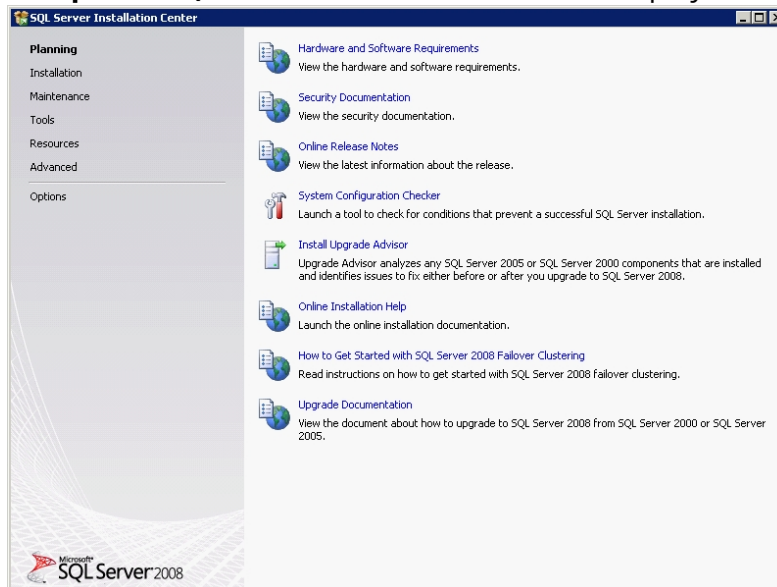 SQL Server Installation Center
Planning
Installation
Maintenance
Tools
Resources
Advanced
Options
Hardware and Software Requirements
View the hardware and software requirements.
Security Documentation
View the security documentation.
Online Release Notes
View the latest information about the release.
System Configuration Checker
Launch a tool to check for conditions that prevent a successful SQL Server installation.
Install Upgrade Advisor
Upgrade Advisor analyzes any SQL Server 2005 or SQL Server 2000 components that are installed
and identifies issues to fix either before or after you upgrade to SQL Server 2008.
Online Installation Help
Launch the online installation documentation.
How to Get Started with SQL Server 2008 Failover Clustering
Read instructions on how to get started with SQL Server 2008 failover clustering.
Upgrade Documentation
View the document about how to upgrade to SQL Server 2008 from SQL Server 2000 or SQL Server
2005.
Microsoft
SQL Server 2008